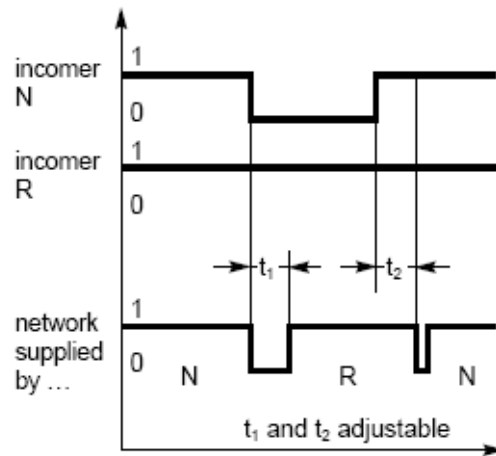 incomer
N
1
0
incomer
R
1
0
t₁
t₂
network
supplied
by ...
1
0
N
R
N
t₁ and t₂ adjustable